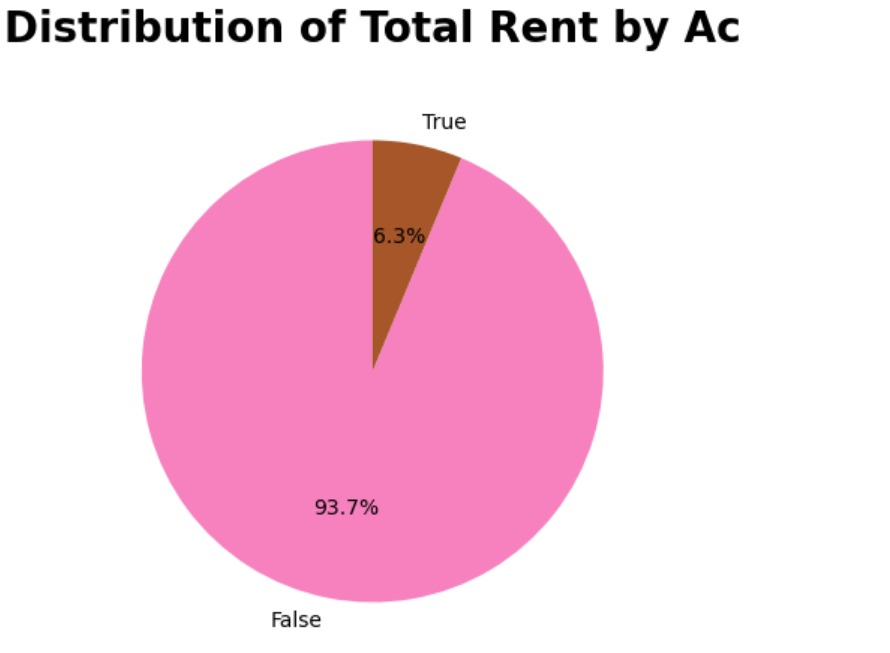 Distribution of Total Rent by Ac
True
6.3%
93.7%
False